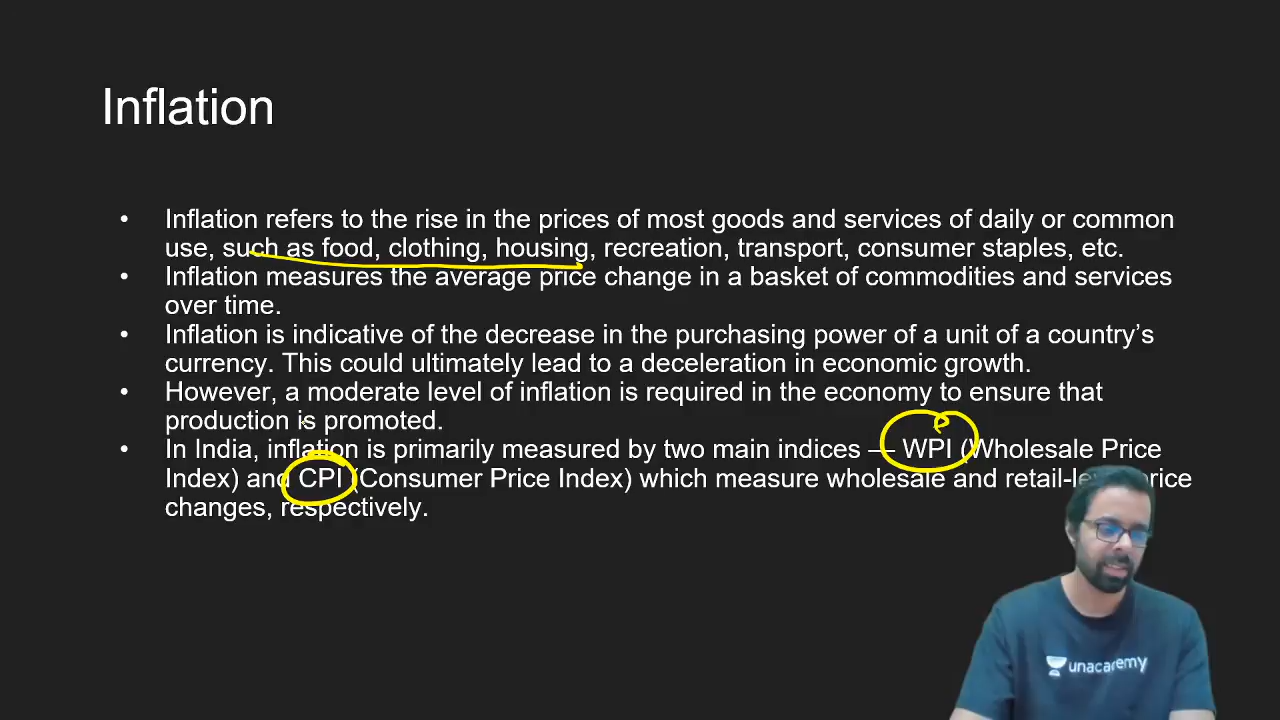 Inflation
• Inflation refers to the rise in the prices of most goods and services of daily or common
use, such as food, clothing, housing, recreation, transport, consumer staples, etc.
• Inflation measures the average price change in a basket of commodities and services
over time.
• Inflation is indicative of the decrease in the purchasing power of a unit of a country’s
currency. This could ultimately lead to a deceleration in economic growth.
• However, a moderate level of inflation is required in the economy to ensure that
production is promoted.
• In India, inflation is primarily measured by two main indices — WPI (Wholesale Price
Index) and CPI (Consumer Price Index) which measure wholesale and retail-level price
changes, respectively.
unacademy